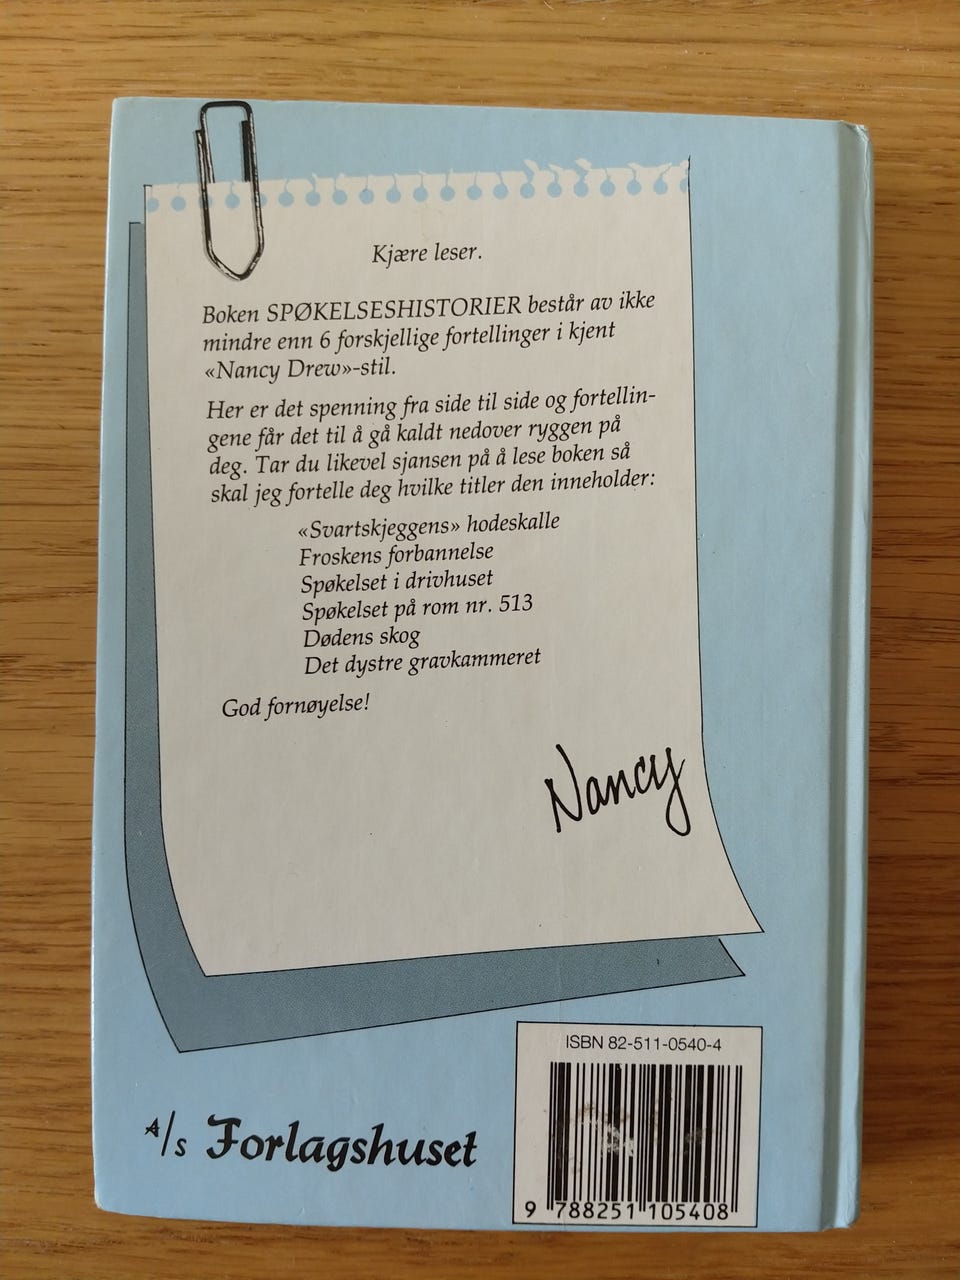 Kjære leser.
Boken SPØKELSESHISTORIER består av ikke
mindre enn 6 forskjellige fortellinger i kjent
«Nancy Drew»-stil.
Her er det spenning fra side til side og fortellin-
gene får det til å gå kaldt nedover ryggen på
deg. Tar du likevel sjansen på å lese boken så
skal jeg fortelle deg hvilke titler den inneholder:
«Svartskjeggens» hodeskalle
Froskens forbannelse
Spøkelset i drivhuset
Spøkelset på rom nr. 513
Dødens skog
Det dystre gravkammeret
God fornøyelse!
Nancy
ISBN 82-511-0540-4
A/s Forlagshuset
9 788251 105408